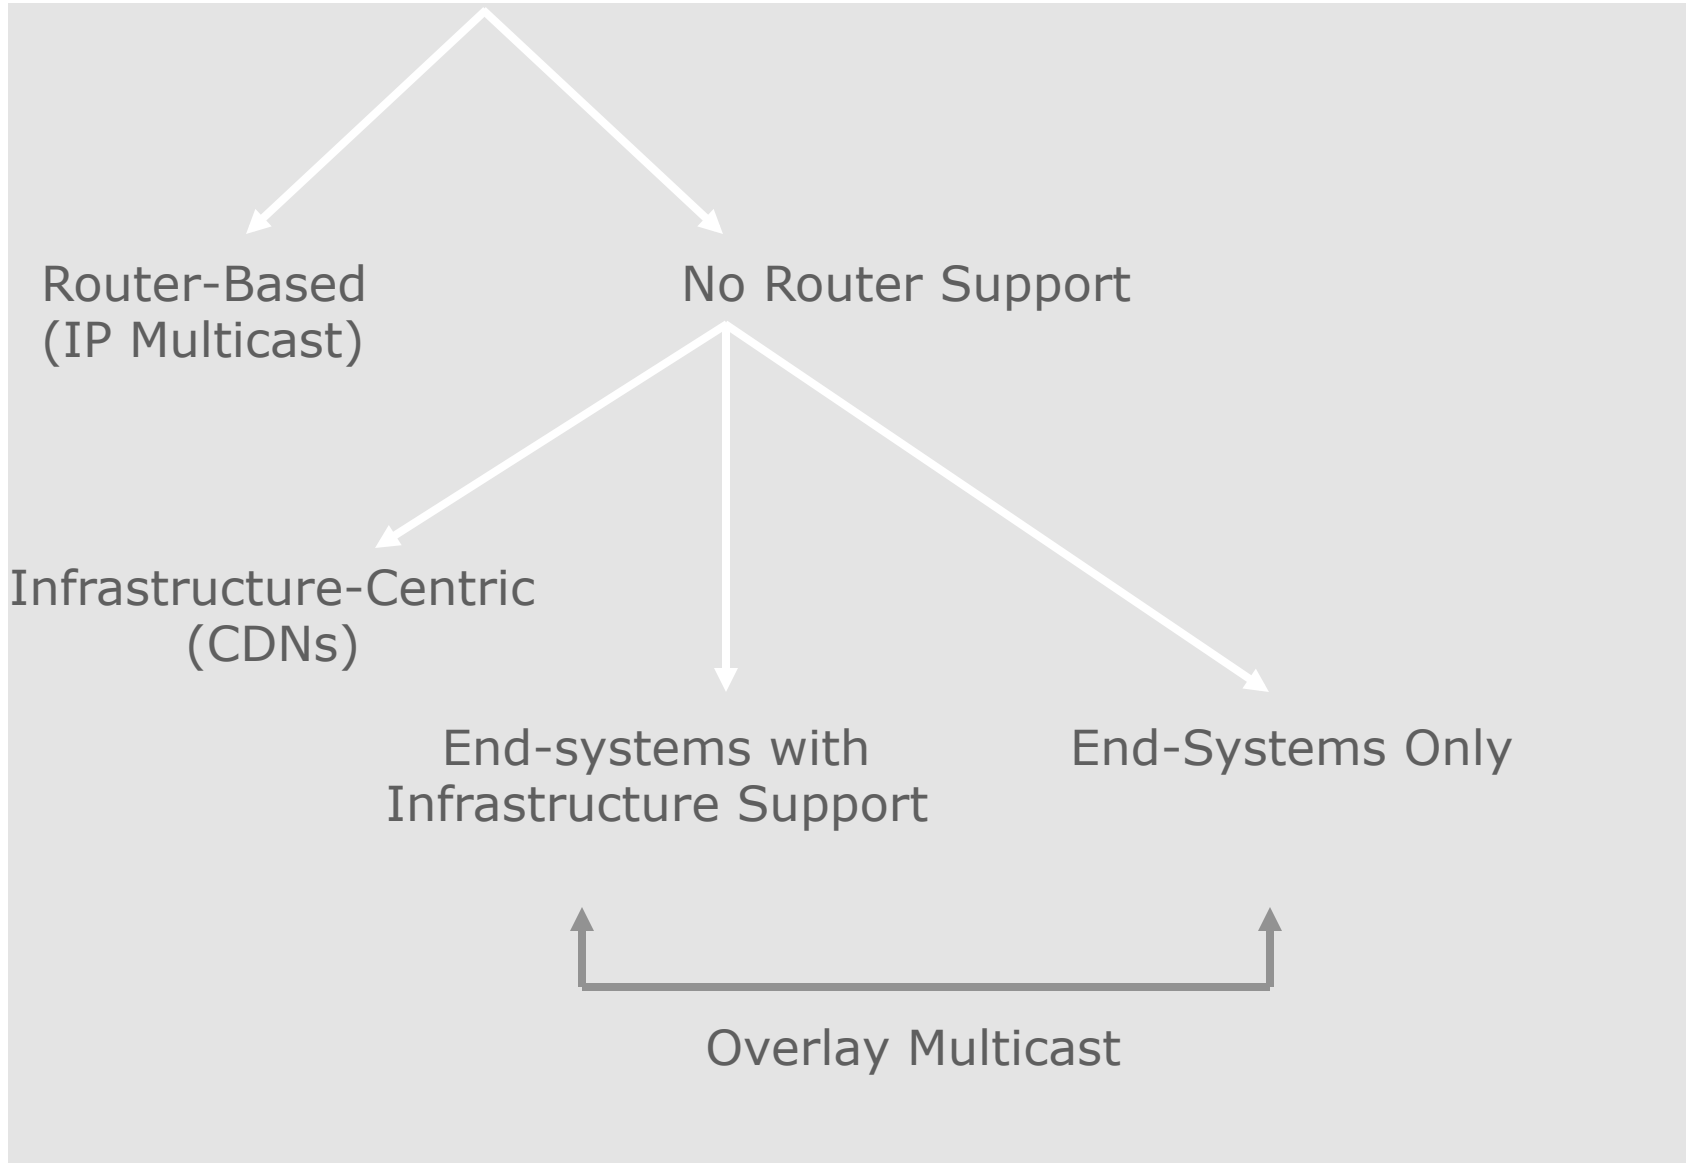 Router-Based
(IP Multicast)
No Router Support
Infrastructure-Centric
(CDNs)
End-systems with
Infrastructure Support
End-Systems Only
Overlay Multicast